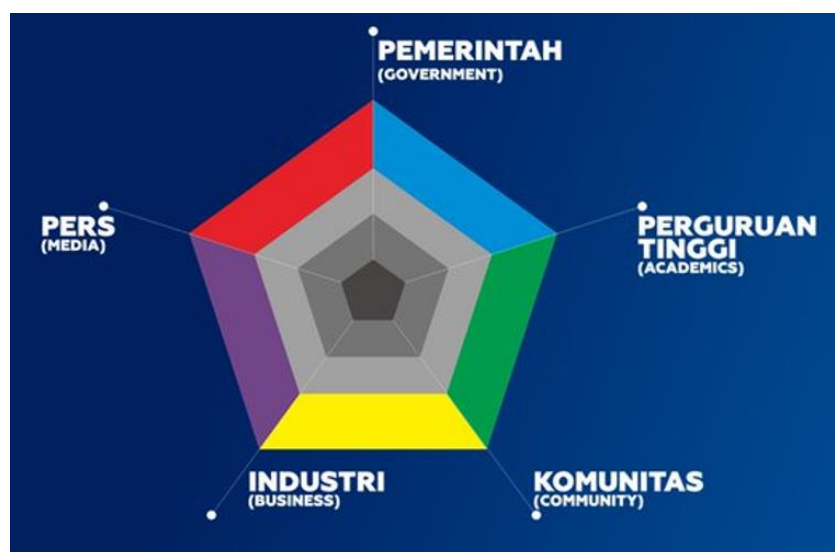 PEMERINTAH
(GOVERNMENT)
PERS
(MEDIA)
PERGURUAN
TINGGI
(ACADEMICS)
INDUSTRI
(BUSINESS)
KOMUNITAS
(COMMUNITY)